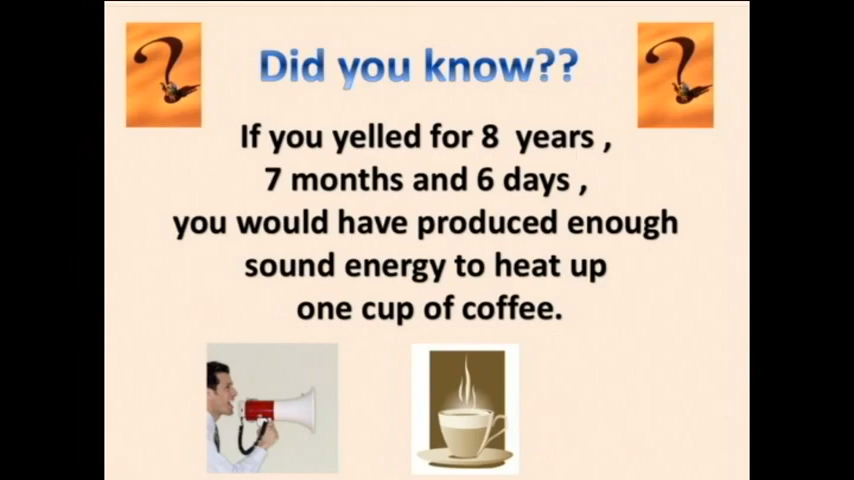 Did you know??
If you yelled for 8 years ,
7 months and 6 days ,
you would have produced enough
sound energy to heat up
one cup of coffee.